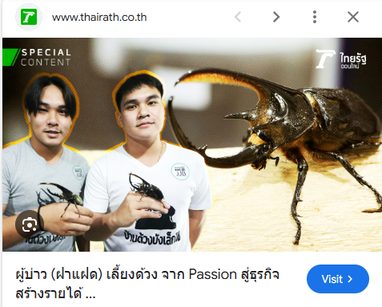 www.thairath.co.th
SPECIAL
CONTENT
ไทยรัฐ
ออนไลน์
ผู้บ่าว (ฝาแฝด) เลี้ยงด้วง จาก Passion สู่ธุรกิจ
สร้างรายได้ ...
Visit